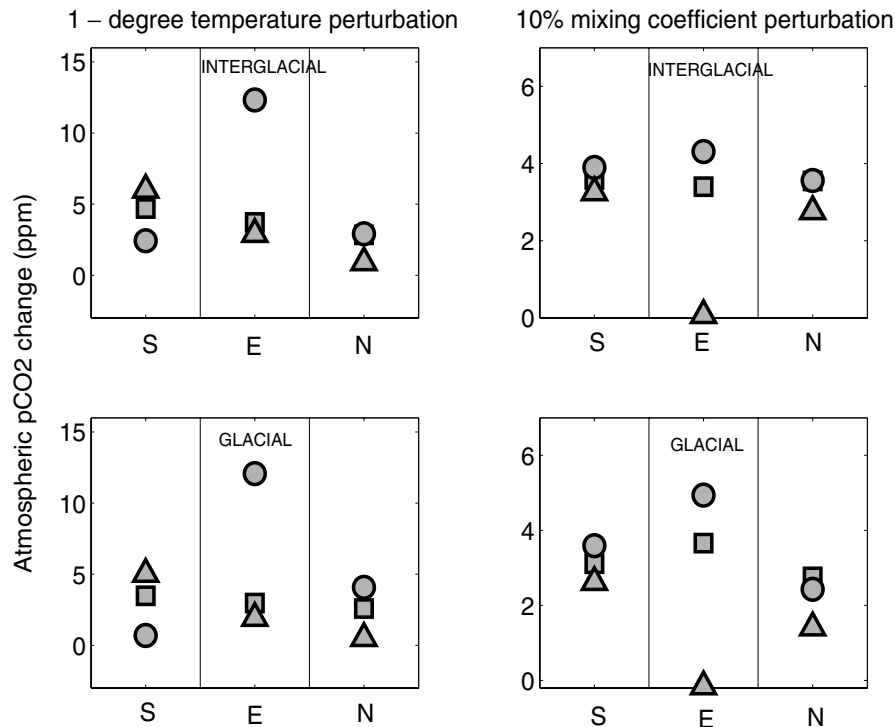 1 – degree temperature perturbation
10% mixing coefficient perturbation
Atmospheric pCO2 change (ppm)
INTERGLACIAL
15
10
5
0
S E N
INTERGLACIAL
6
4
2
0
S E N
GLACIAL
15
10
5
0
S E N
GLACIAL
6
4
2
0
S E N